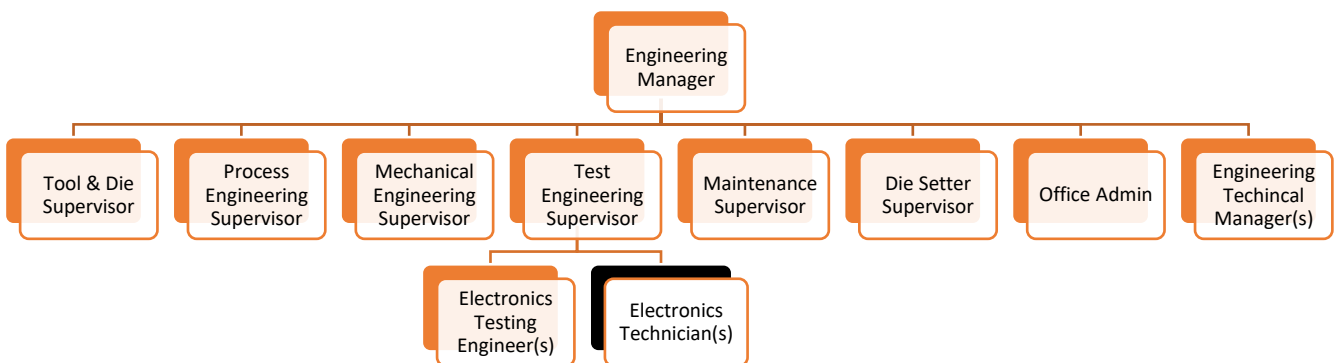 Engineering
Manager
Tool & Die
Supervisor
Process
Engineering
Supervisor
Mechanical
Engineering
Supervisor
Test
Engineering
Supervisor
Maintenance
Supervisor
Die Setter
Supervisor
Office Admin
Engineering
Techincal
Manager(s)
Electronics
Testing
Engineer(s)
Electronics
Technician(s)